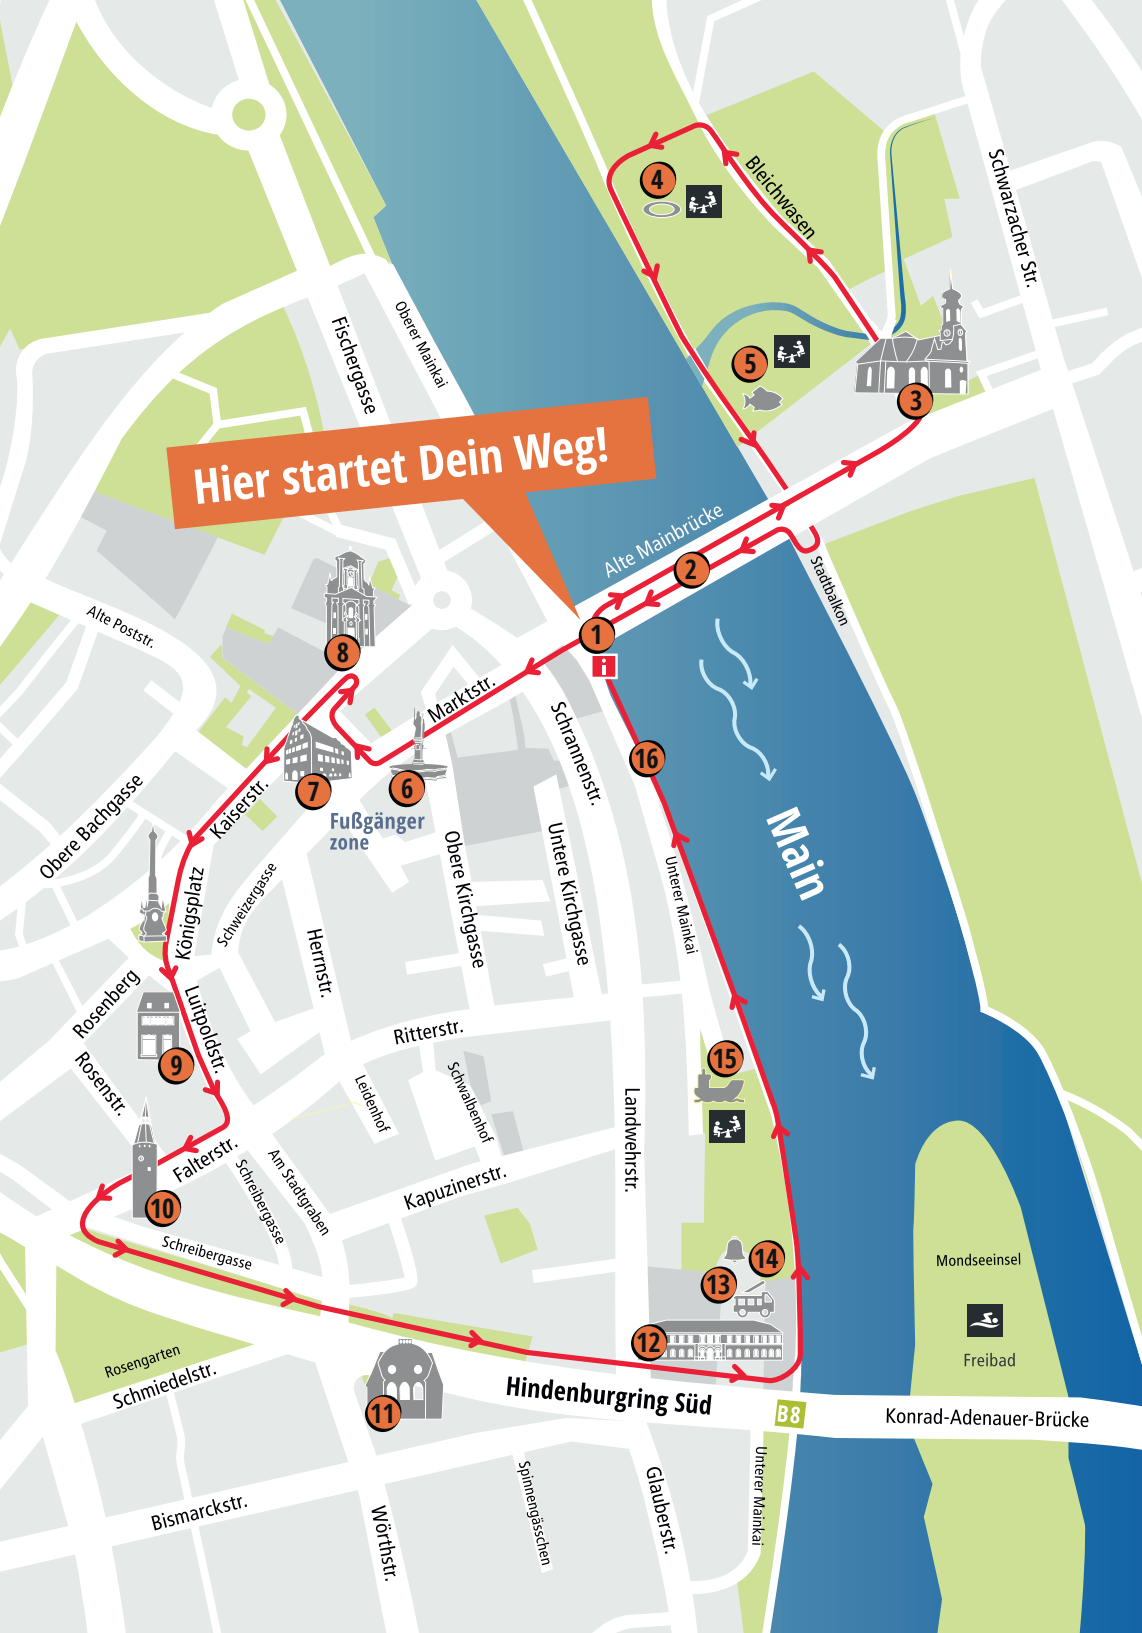 Bleichwasen
Schwarzacher Str.
4
Oberer Mainkai
Fischergasse
5
3
Hier startet Dein Weg!
Alte Mainbrücke
2
Stadtbalkon
Alte Poststr.
1
i
8
Marktstr.
Schrannenstr.
16
7
6
Fußgänger
zone
Kaiserstr.
Obere Bachgasse
Main
Obere Kirchgasse
Untere Kirchgasse
Unterer Mainkai
Schweizergasse
Königsplatz
Herrnstr.
Rosenberg
Luitpoldstr.
Ritterstr.
9
Rosenstr.
Leidenhof
Schwalbenhof
15
Landwehrstr.
Falterstr.
Am Stadtgraben
Schreibergasse
Kapuzinerstr.
10
Schreibergasse
14
13
Mondseeinsel
12
Freibad
Rosengarten
Schmiedelstr.
11
Hindenburgring Süd
B8
Konrad-Adenauer-Brücke
Bismarckstr.
Wörthstr.
Spinnengässchen
Glauberstr.
Unterer Mainkai